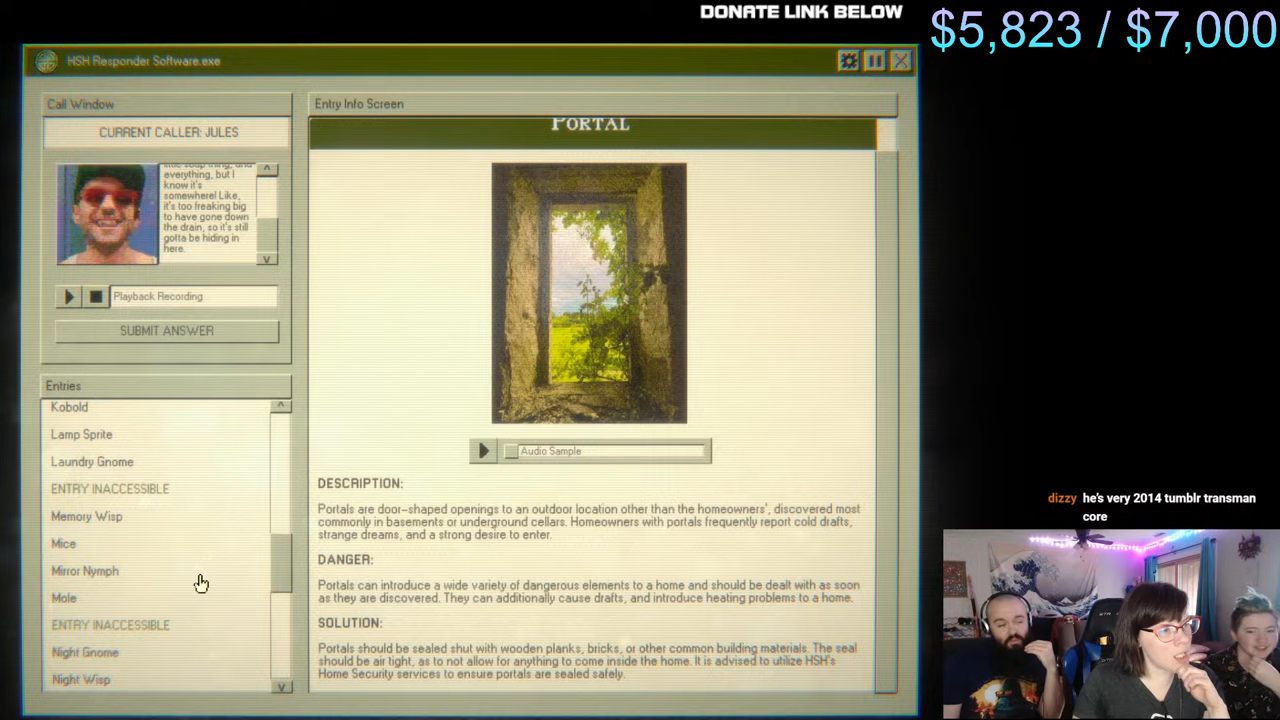 DONATE LINK BELOW
$5,823 / $7,000
HSH Responder Software.exe
Call Window
CURRENT CALLER: JULES
little soup thing, and
everything, but I
know it's
somewhere! Like,
it's too freaking big
to have gone down
the drain, so it's still
gotta be hiding in
here.
Playback Recording
SUBMIT ANSWER
Entries
Kobold
Lamp Sprite
Laundry Gnome
ENTRY INACCESSIBLE
Memory Wisp
Mice
Mirror Nymph
Mole
ENTRY INACCESSIBLE
Night Gnome
Night Wisp
Entry Info Screen
PORTAL
Audio Sample
DESCRIPTION:
Portals are door-shaped openings to an outdoor location other than the homeowners', discovered most
commonly in basements or underground cellars. Homeowners with portals frequently report cold drafts,
strange dreams, and a strong desire to enter.
DANGER:
Portals can introduce a wide variety of dangerous elements to a home and should be dealt with as soon
as they are discovered. They can additionally cause drafts, and introduce heating problems to a home.
SOLUTION:
Portals should be sealed shut with wooden planks, bricks, or other common building materials. The seal
should be air tight, as to not allow for anything to come inside the home. It is advised to utilize HSH's
Home Security services to ensure portals are sealed safely.
dizzy he's very 2014 tumblr transman
core